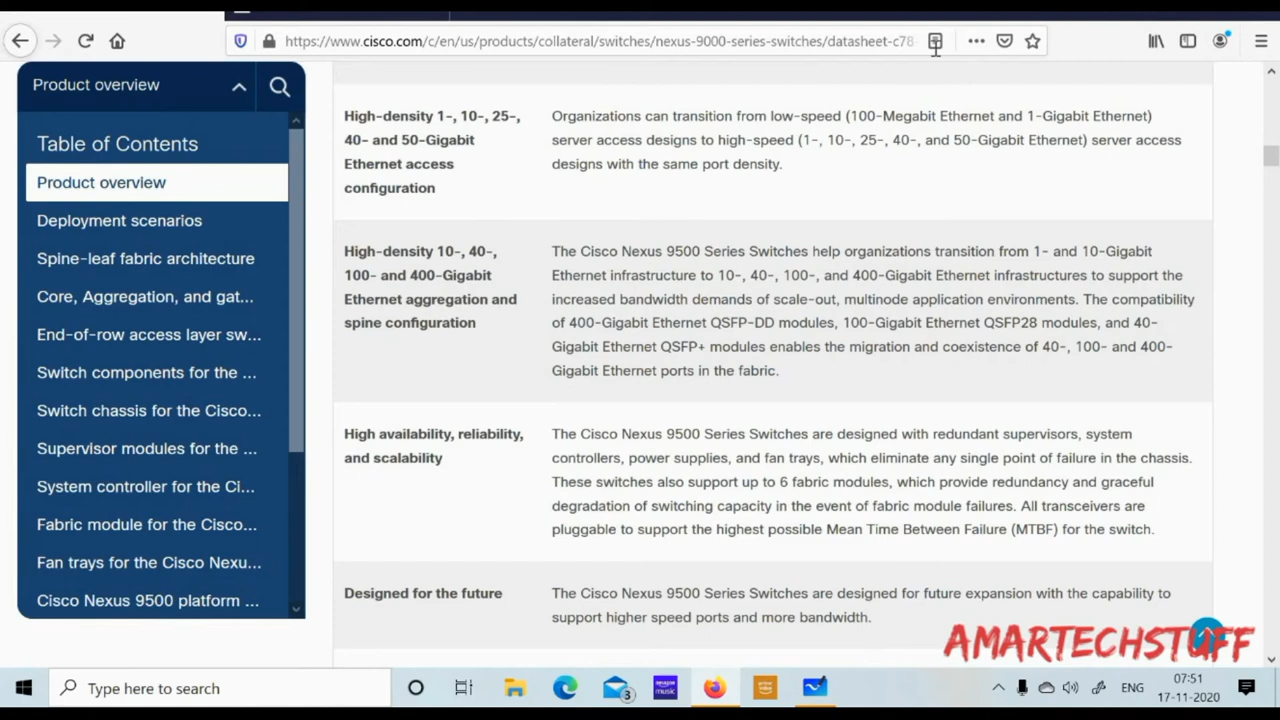 https://www.cisco.com/c/en/us/products/collateral/switches/nexus-9000-series-switches/datasheet-c78-
Product overview
Table of Contents
Product overview
Deployment scenarios
Spine-leaf fabric architecture
Core, Aggregation, and gat...
End-of-row access layer sw...
Switch components for the ...
Switch chassis for the Cisco...
Supervisor modules for the ...
System controller for the Ci...
Fabric module for the Cisco...
Fan trays for the Cisco Nexu...
Cisco Nexus 9500 platform ...
High-density 1-, 10-, 25-,
40- and 50-Gigabit
Ethernet access
configuration
Organizations can transition from low-speed (100-Megabit Ethernet and 1-Gigabit Ethernet)
server access designs to high-speed (1-, 10-, 25-, 40-, and 50-Gigabit Ethernet) server access
designs with the same port density.
High-density 10-, 40-,
100- and 400-Gigabit
Ethernet aggregation and
spine configuration
The Cisco Nexus 9500 Series Switches help organizations transition from 1- and 10-Gigabit
Ethernet infrastructure to 10-, 40-, 100-, and 400-Gigabit Ethernet infrastructures to support the
increased bandwidth demands of scale-out, multinode application environments. The compatibility
of 400-Gigabit Ethernet QSFP-DD modules, 100-Gigabit Ethernet QSFP28 modules, and 40-
Gigabit Ethernet QSFP+ modules enables the migration and coexistence of 40-, 100- and 400-
Gigabit Ethernet ports in the fabric.
High availability, reliability,
and scalability
The Cisco Nexus 9500 Series Switches are designed with redundant supervisors, system
controllers, power supplies, and fan trays, which eliminate any single point of failure in the chassis.
These switches also support up to 6 fabric modules, which provide redundancy and graceful
degradation of switching capacity in the event of fabric module failures. All transceivers are
pluggable to support the highest possible Mean Time Between Failure (MTBF) for the switch.
Designed for the future
The Cisco Nexus 9500 Series Switches are designed for future expansion with the capability to
support higher speed ports and more bandwidth.
AMARTECHSTUFF
Type here to search
3
amazon
music
prime
video
ENG
07:51
17-11-2020